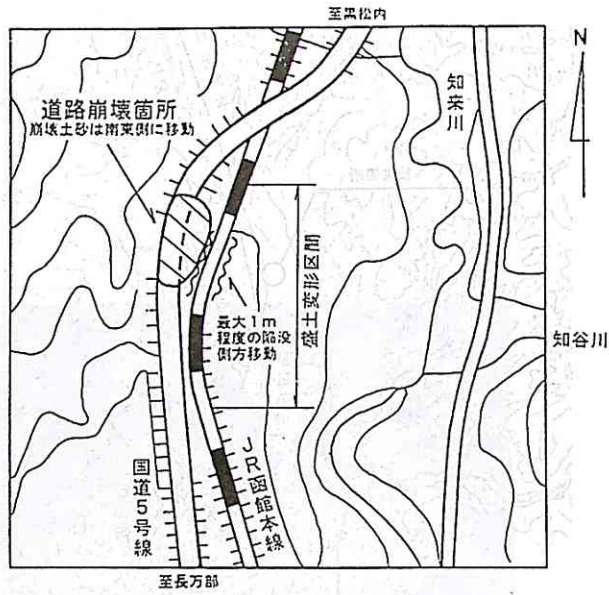 至黒松内
N
道路崩壊箇所
崩壊土砂は南東側に移動
知来川
盛土変形区間
最大1m
程度の陥没
側方移動
知谷川
国道5号線
JR函館本線
至長万部